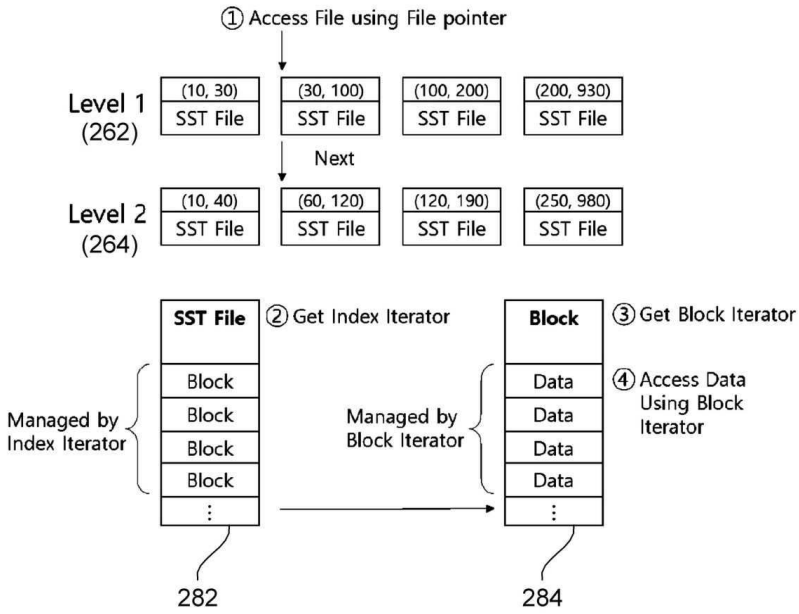 ① Access File using File pointer
Level 1
(262)
(10, 30)
SST File
(30, 100)
SST File
(100, 200)
SST File
(200, 930)
SST File
Next
Level 2
(264)
(10, 40)
SST File
(60, 120)
SST File
(120, 190)
SST File
(250, 980)
SST File
SST File
② Get Index Iterator
Managed by
Index Iterator
Block
Block
Block
Block
⋮
282
Block
③ Get Block Iterator
Managed by
Block Iterator
Data
Data
Data
Data
⋮
④ Access Data
Using Block
Iterator
284